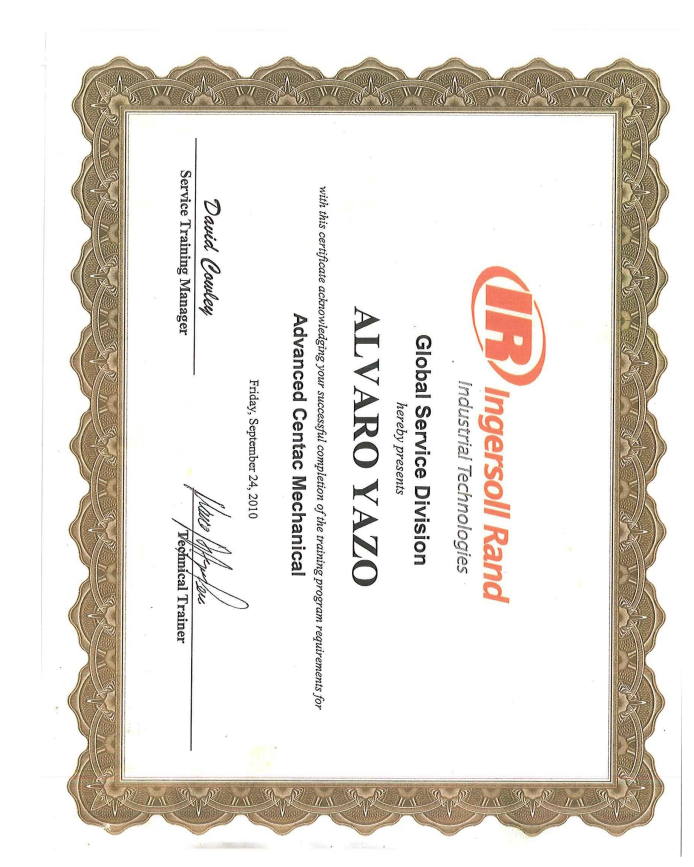 IR Ingersoll Rand
Industrial Technologies
Global Service Division
hereby presents
ALVARO YAZO
with this certificate acknowledging your successful completion of the training program requirements for
Advanced Centac Mechanical
Friday, September 24, 2010
David Cowley
Service Training Manager
Technical Trainer